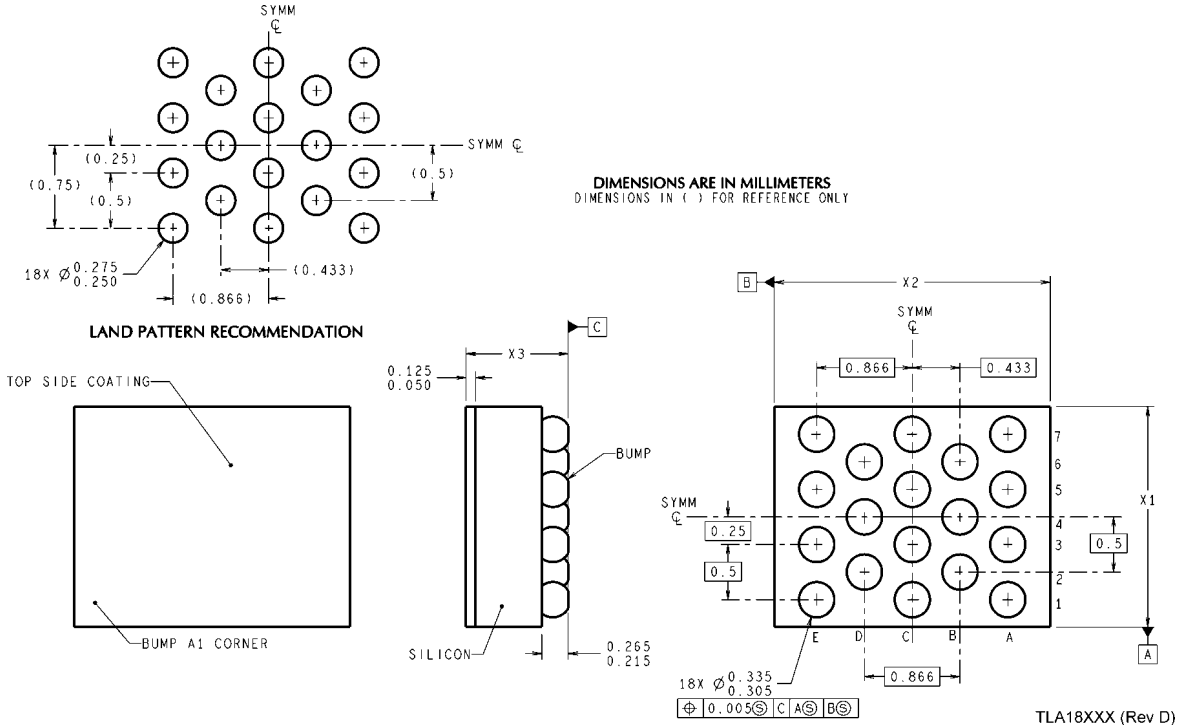 SYMM
℄
SYMM ℄
(0.25)
(0.75)
(0.5)
(0.5)
18X Ø 0.275
0.250
(0.433)
(0.866)
LAND PATTERN RECOMMENDATION
DIMENSIONS ARE IN MILLIMETERS
DIMENSIONS IN ( ) FOR REFERENCE ONLY
TOP SIDE COATING
BUMP A1 CORNER
X3
C
0.125
0.050
BUMP
SILICON
0.265
0.215
B
X2
SYMM
℄
0.866
0.433
7
6
5
4
3
2
1
X1
SYMM
℄
0.25
0.5
0.5
E D C B A
A
0.866
18X Ø 0.335
0.305
⌖ 0.005Ⓢ C AⓈ BⓈ
TLA18XXX (Rev D)